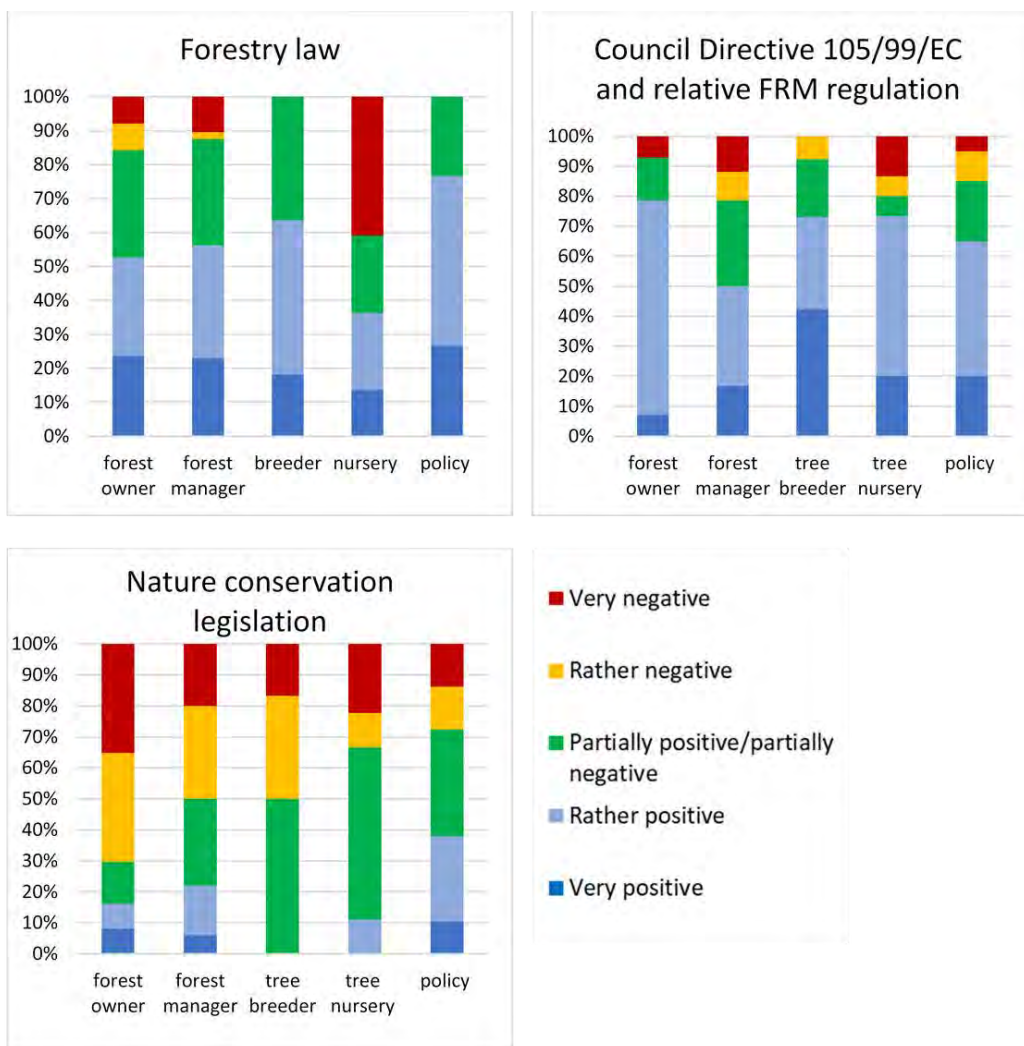 Forestry law
100%
90%
80%
70%
60%
50%
40%
30%
20%
10%
0%
forest owner
forest manager
breeder
nursery
policy
Council Directive 105/99/EC
and relative FRM regulation
100%
90%
80%
70%
60%
50%
40%
30%
20%
10%
0%
forest owner
forest manager
tree breeder
tree nursery
policy
Nature conservation
legislation
100%
90%
80%
70%
60%
50%
40%
30%
20%
10%
0%
forest owner
forest manager
tree breeder
tree nursery
policy
Very negative
Rather negative
Partially positive/partially
negative
Rather positive
Very positive